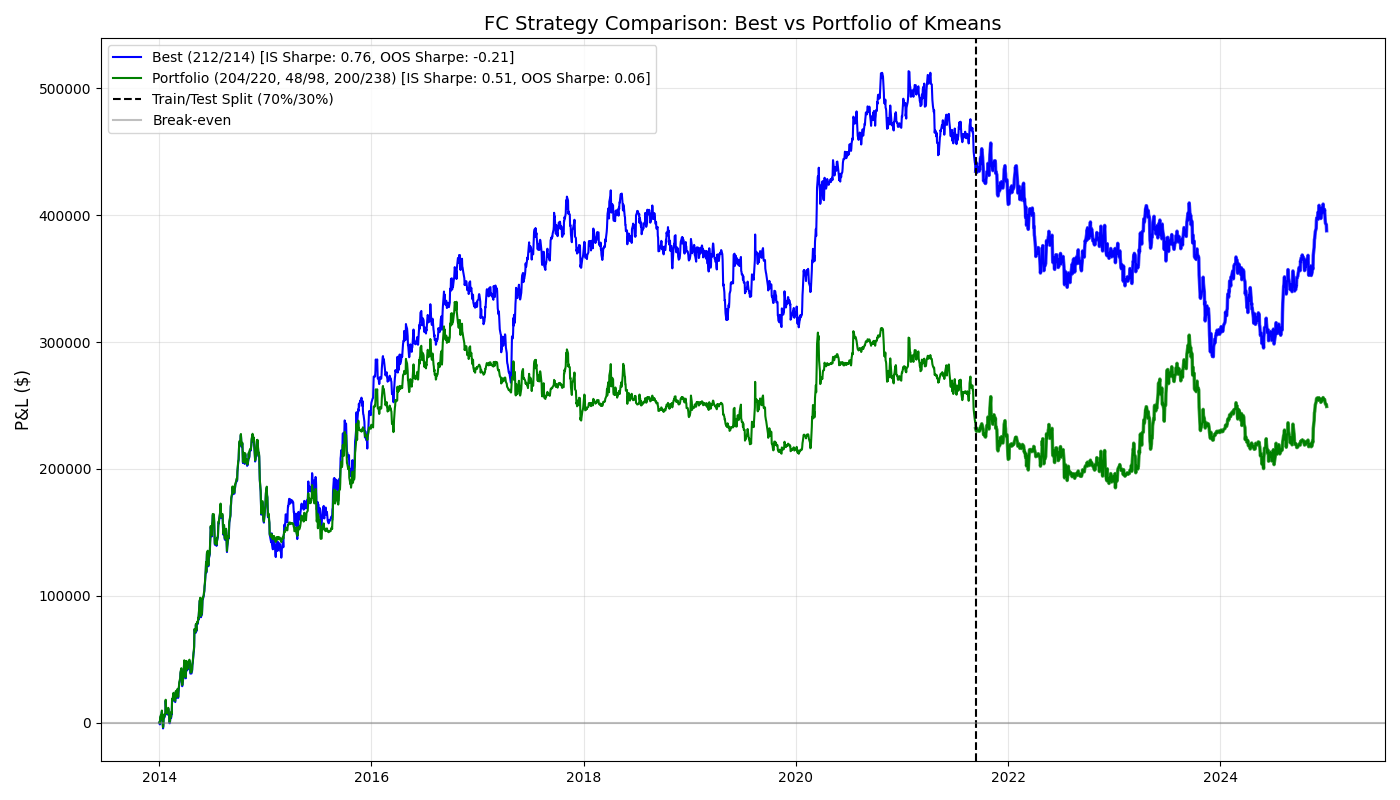 FC Strategy Comparison: Best vs Portfolio of Kmeans
Best (212/214) [IS Sharpe: 0.76, OOS Sharpe: -0.21]
Portfolio (204/220, 48/98, 200/238) [IS Sharpe: 0.51, OOS Sharpe: 0.06]
Train/Test Split (70%/30%)
Break-even
P&L ($)
500000
400000
300000
200000
100000
0
2014
2016
2018
2020
2022
2024